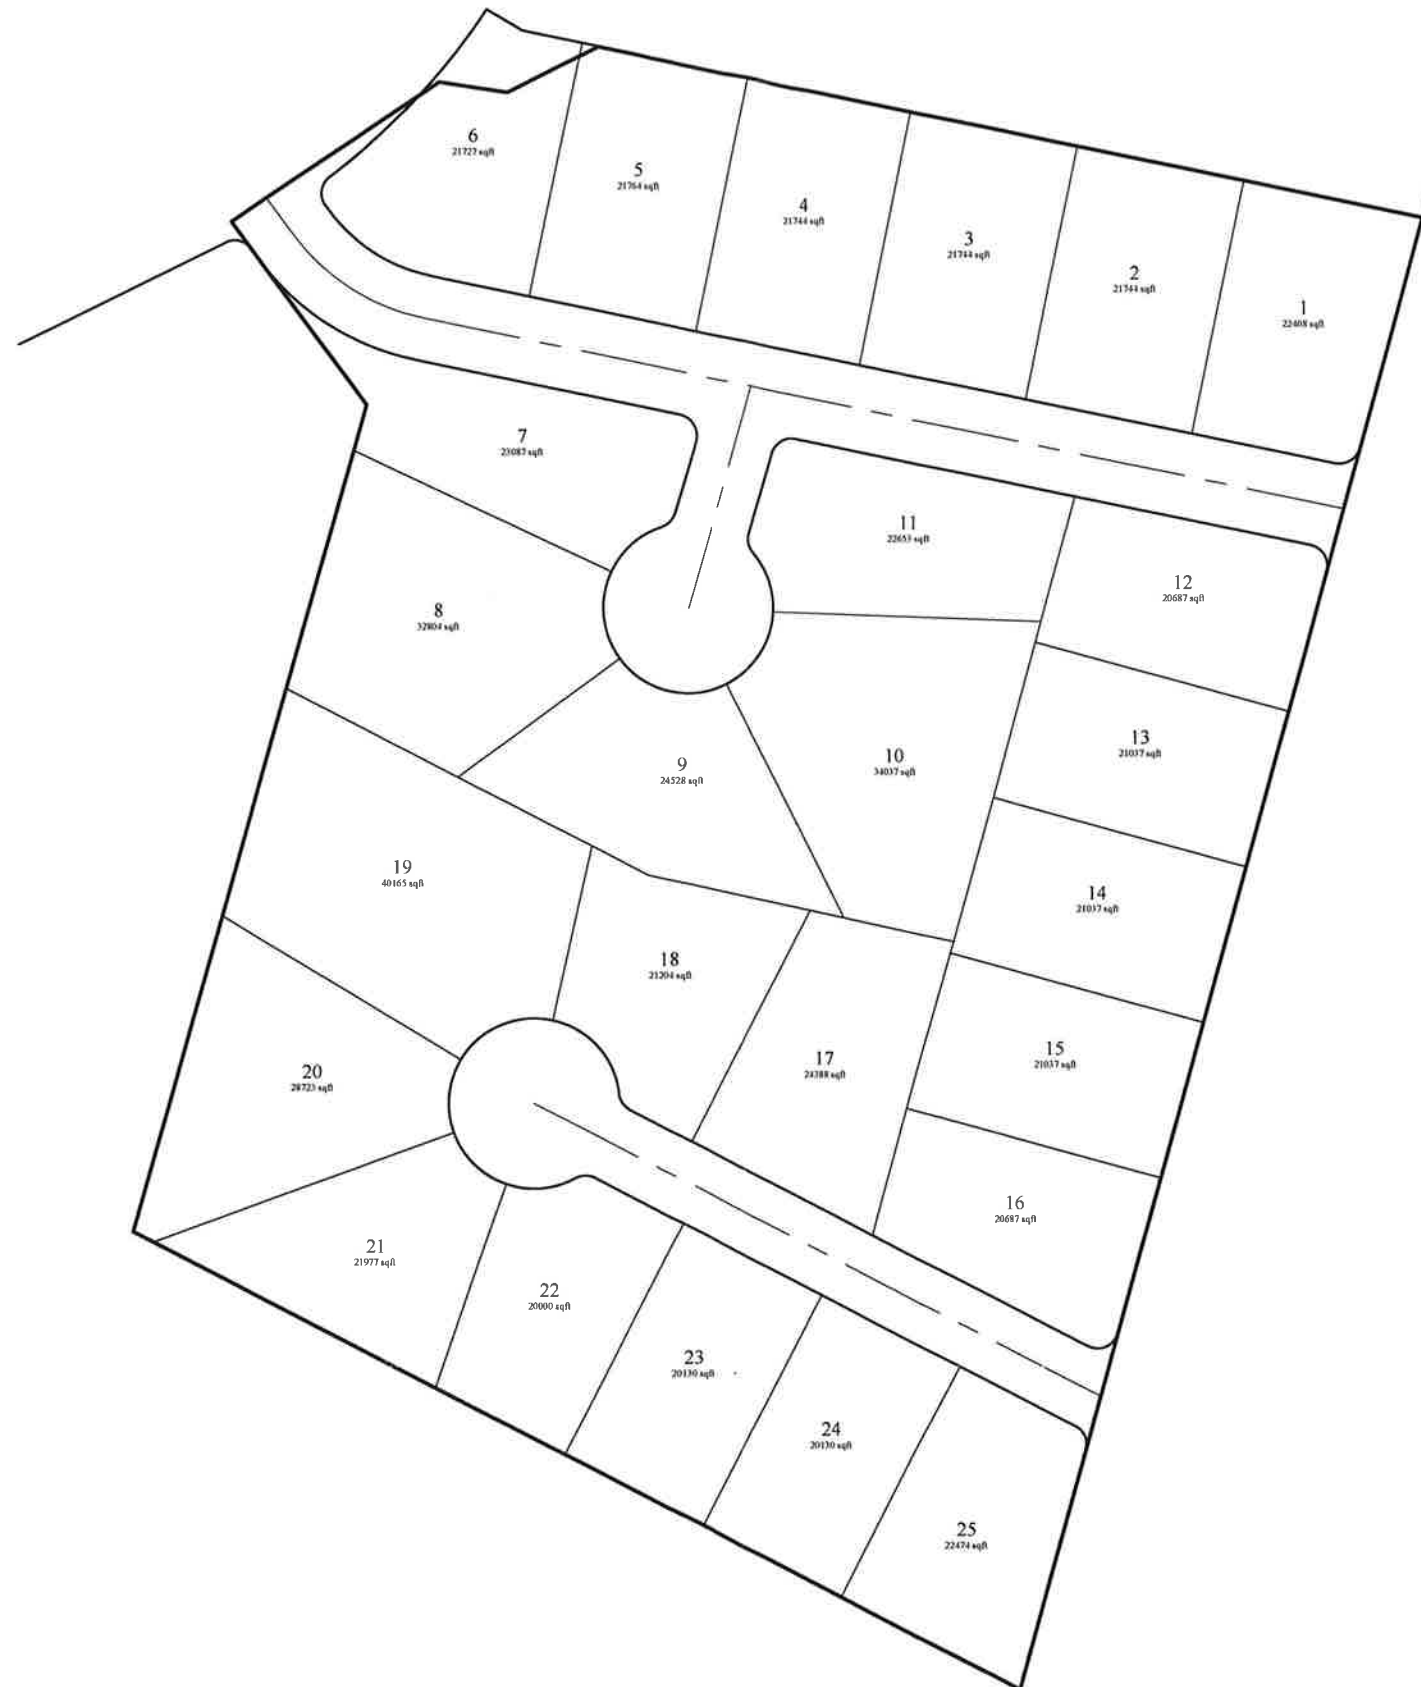 6
21727 sqft
5
21764 sqft
4
21744 sqft
3
21744 sqft
2
21744 sqft
1
22408 sqft
7
23087 sqft
11
22653 sqft
12
20687 sqft
8
32804 sqft
13
21037 sqft
9
24528 sqft
10
34037 sqft
19
40165 sqft
14
21037 sqft
18
21204 sqft
17
24388 sqft
15
21037 sqft
20
28723 sqft
16
20687 sqft
21
21977 sqft
22
20000 sqft
23
20130 sqft
24
20130 sqft
25
22474 sqft